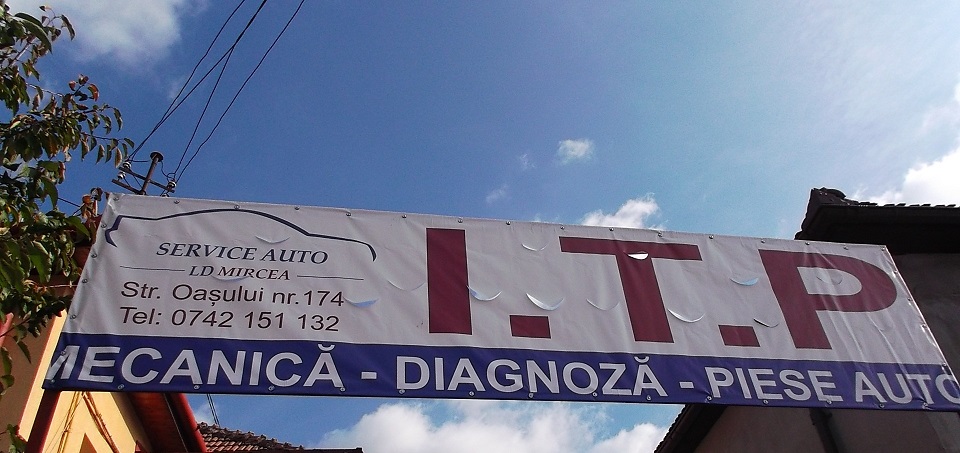 SERVICE AUTO
LD MIRCEA
Str. Oașului nr.174
Tel: 0742 151 132
I.T.P
MECANICĂ - DIAGNOZĂ - PIESE AUTO